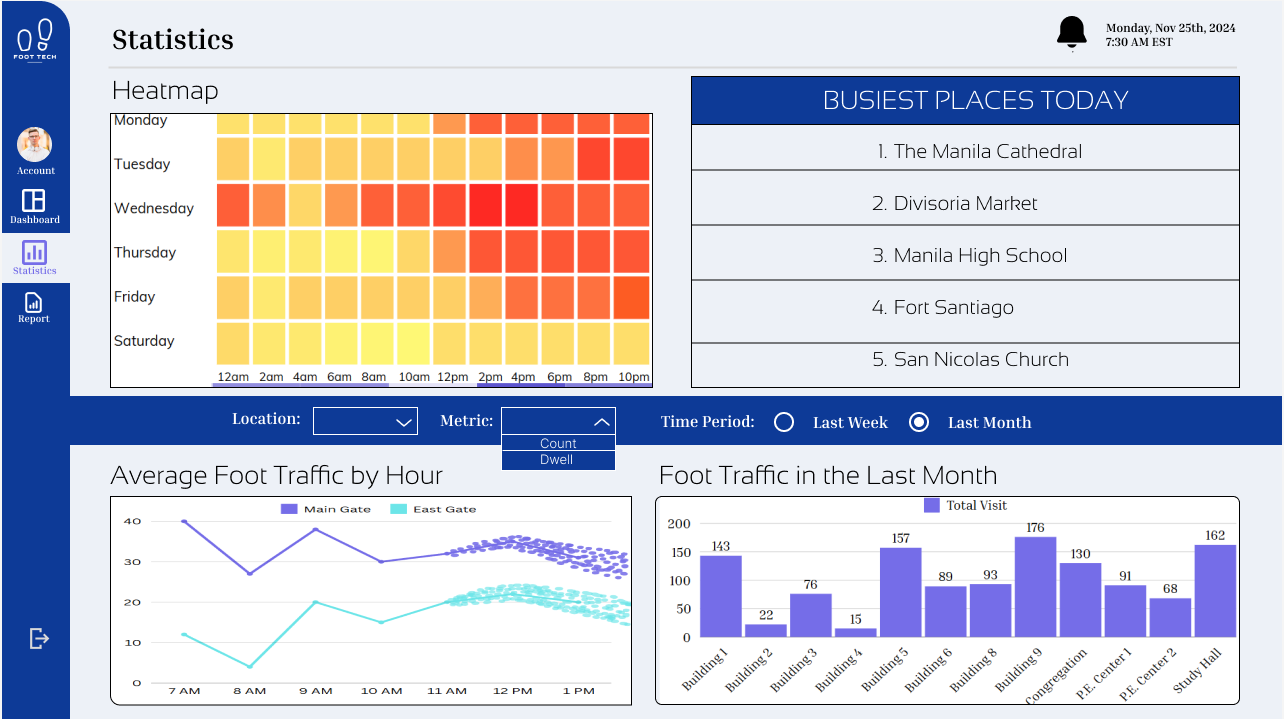 FOOT TECH
Account
Dashboard
Statistics
Report
Statistics
Monday, Nov 25th, 2024
7:30 AM EST
Heatmap
Monday
Tuesday
Wednesday
Thursday
Friday
Saturday
12am 2am 4am 6am 8am 10am 12pm 2pm 4pm 6pm 8pm 10pm
BUSIEST PLACES TODAY
1. The Manila Cathedral
2. Divisoria Market
3. Manila High School
4. Fort Santiago
5. San Nicolas Church
Location: Metric: Time Period: Last Week Last Month
Count
Dwell
Average Foot Traffic by Hour
Main Gate East Gate
40
30
20
10
0
7 AM 8 AM 9 AM 10 AM 11 AM 12 PM 1 PM
Foot Traffic in the Last Month
Total Visit
200
150
100
50
0
143 22 76 15 157 89 93 176 130 91 68 162
Building 1
Building 2
Building 3
Building 4
Building 5
Building 6
Building 8
Building 9
Congregation
P.E. Center 1
P.E. Center 2
Study Hall